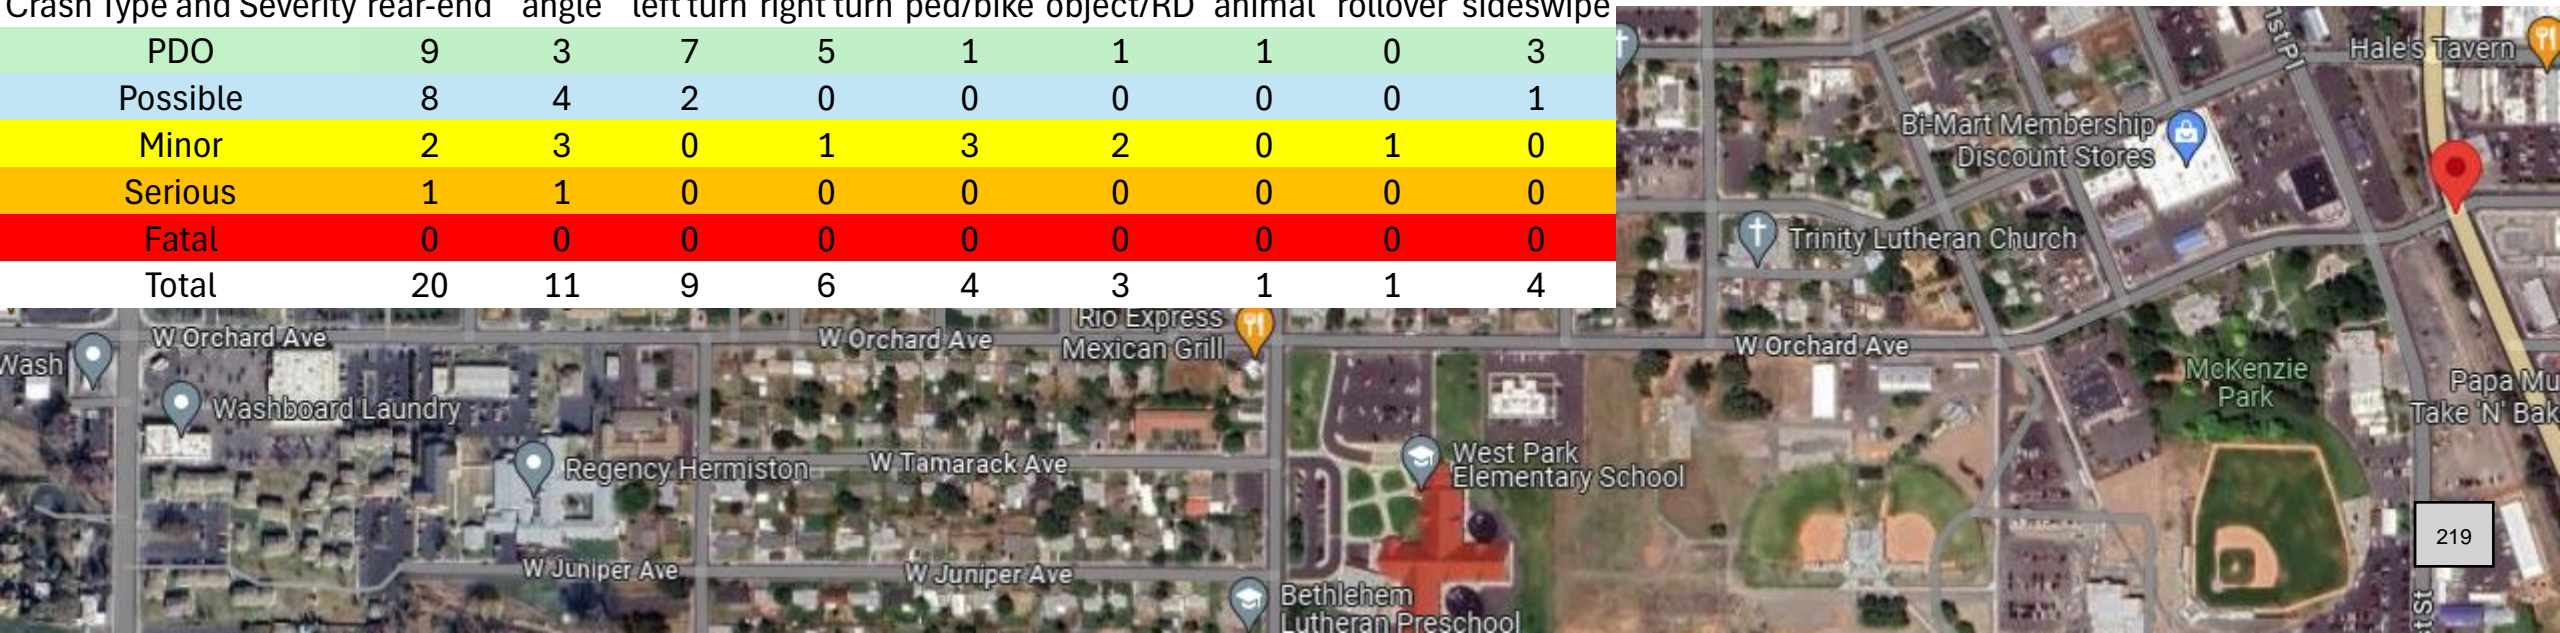 Crash Type and Severity rear-end angle left turn right turn ped/bike object/RD animal rollover sideswipe
PDO 9 3 7 5 1 1 1 0 3
Possible 8 4 2 0 0 0 0 0 1
Minor 2 3 0 1 3 2 0 1 0
Serious 1 1 0 0 0 0 0 0 0
Fatal 0 0 0 0 0 0 0 0 0
Total 20 11 9 6 4 3 1 1 4
1st Pl
Hale's Tavern
Bi-Mart Membership
Discount Stores
Trinity Lutheran Church
W Orchard Ave
W Orchard Ave
Rio Express
Mexican Grill
W Orchard Ave
Wash
Washboard Laundry
McKenzie
Park
Papa Mu
Take 'N' Bak
Regency Hermiston
W Tamarack Ave
West Park
Elementary School
219
W Juniper Ave
W Juniper Ave
Bethlehem
Lutheran Preschool
tSt